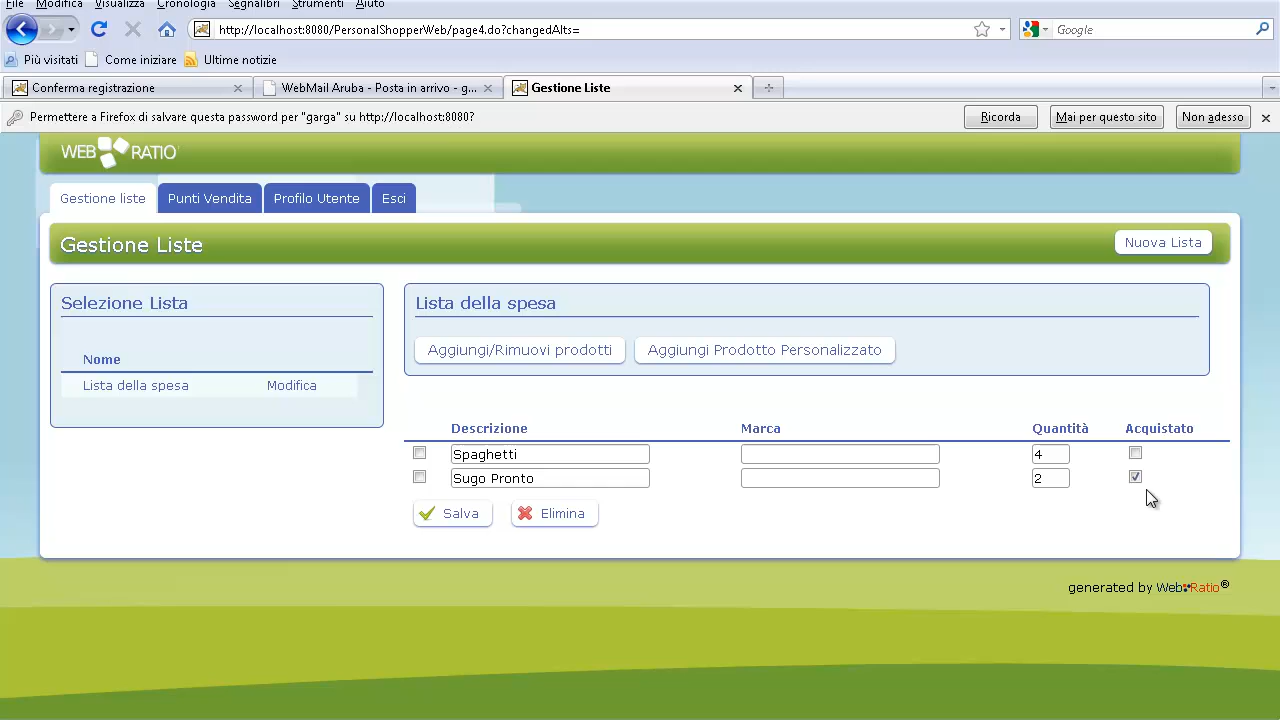 File Modifica Visualizza Cronologia Segnalibri Strumenti Aiuto
http://localhost:8080/PersonalShopperWeb/page4.do?changedAlts=
Google
Più visitati Come iniziare Ultime notizie
Conferma registrazione WebMail Aruba - Posta in arrivo - g... Gestione Liste
Permettere a Firefox di salvare questa password per "garga" su http://localhost:8080?
Ricorda Mai per questo sito Non adesso
WEB RATIO
Gestione liste Punti Vendita Profilo Utente Esci
Gestione Liste
Nuova Lista
Selezione Lista
Nome
Lista della spesa Modifica
Lista della spesa
Aggiungi/Rimuovi prodotti Aggiungi Prodotto Personalizzato
Descrizione Marca Quantità Acquistato
Spaghetti 4
Sugo Pronto 2
Salva Elimina
generated by WebRatio®